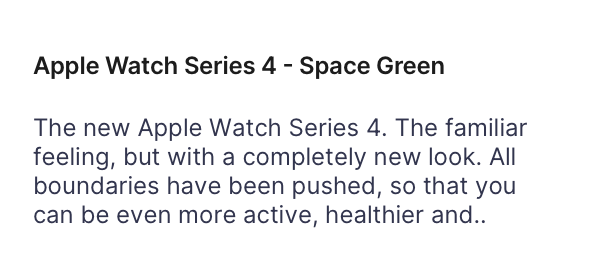 Apple Watch Series 4 - Space Green
The new Apple Watch Series 4. The familiar
feeling, but with a completely new look. All
boundaries have been pushed, so that you
can be even more active, healthier and..